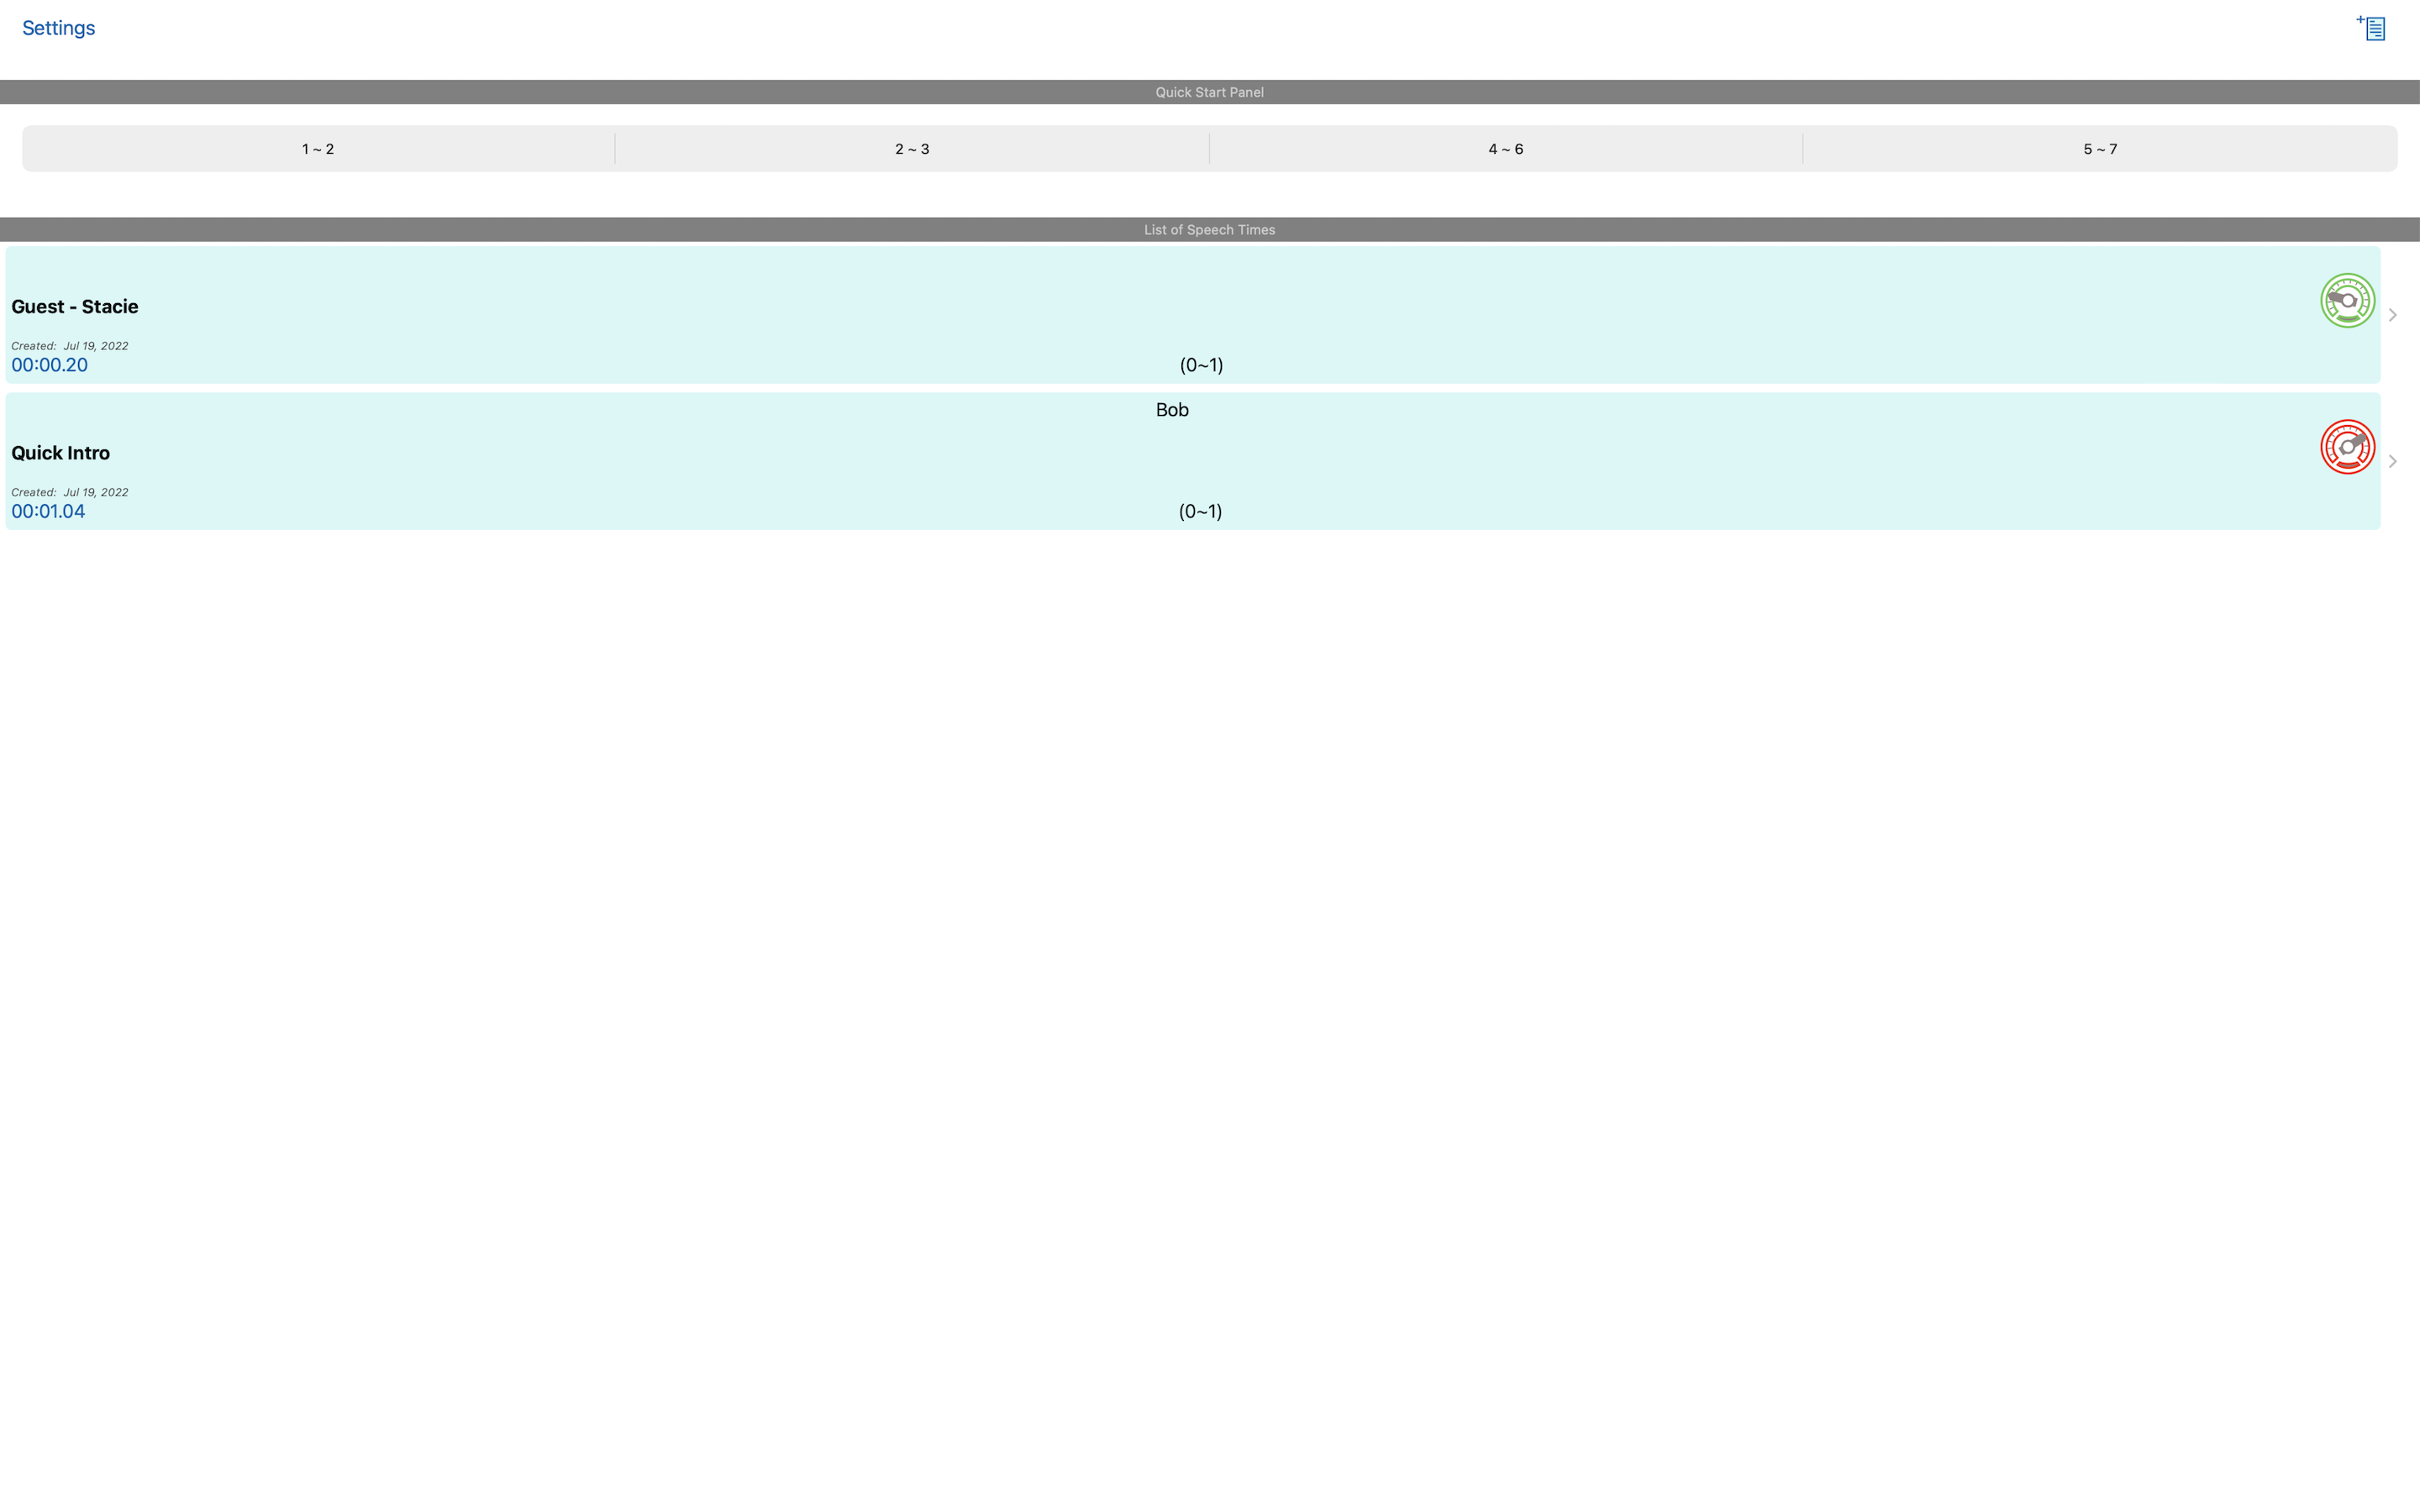 Settings
Quick Start Panel
1 ~ 2
2 ~ 3
4 ~ 6
5 ~ 7
List of Speech Times
Guest - Stacie
Created: Jul 19, 2022
00:00.20
(0~1)
Bob
Quick Intro
Created: Jul 19, 2022
00:01.04
(0~1)